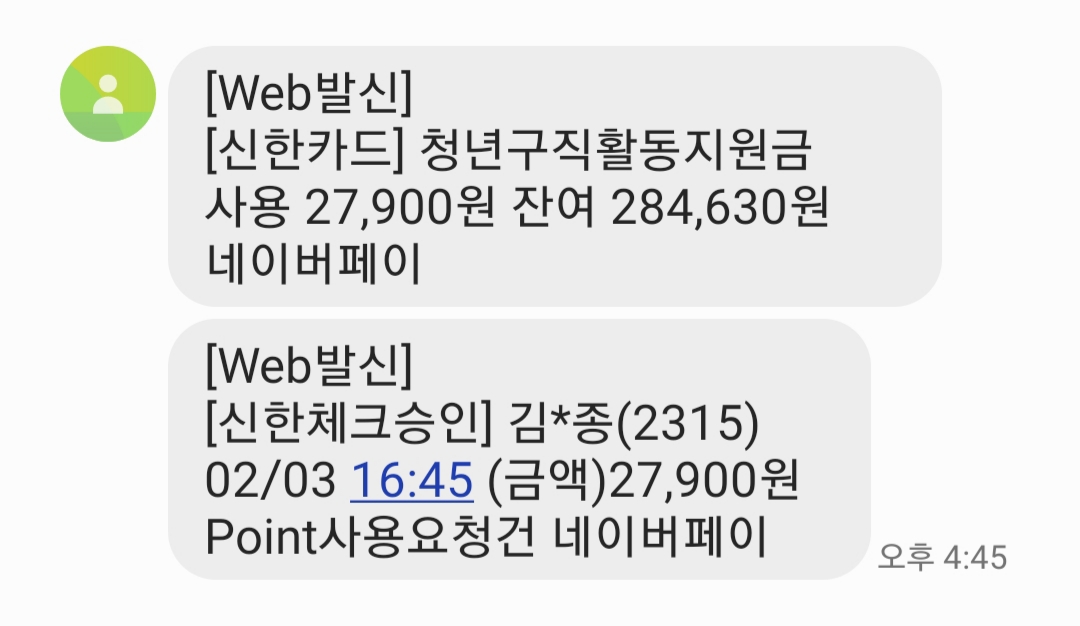 [Web발신]
[신한카드] 청년구직활동지원금
사용 27,900원 잔여 284,630원
네이버페이
[Web발신]
[신한체크승인] 김*종(2315)
02/03 16:45 (금액)27,900원
Point사용요청건 네이버페이
오후 4:45